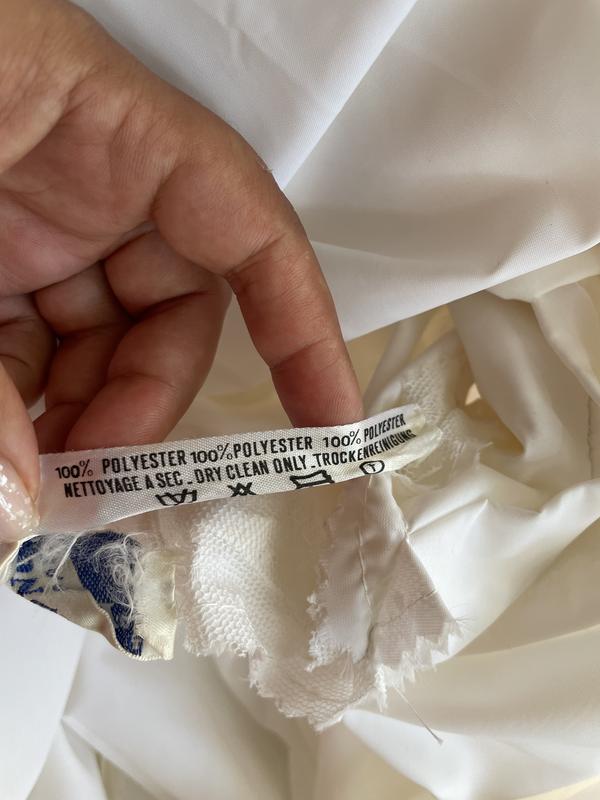 100% POLYESTER 100% POLYESTER 100% POLYESTER
NETTOYAGE A SEC . DRY CLEAN ONLY . TROCKENREINIGUNG